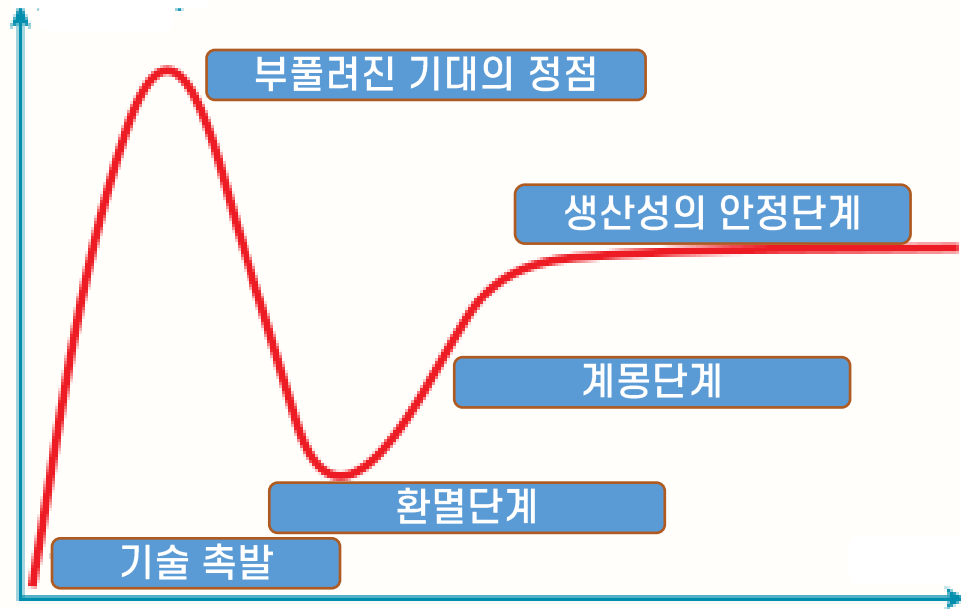 부풀려진 기대의 정점
생산성의 안정단계
계몽단계
환멸단계
기술 촉발